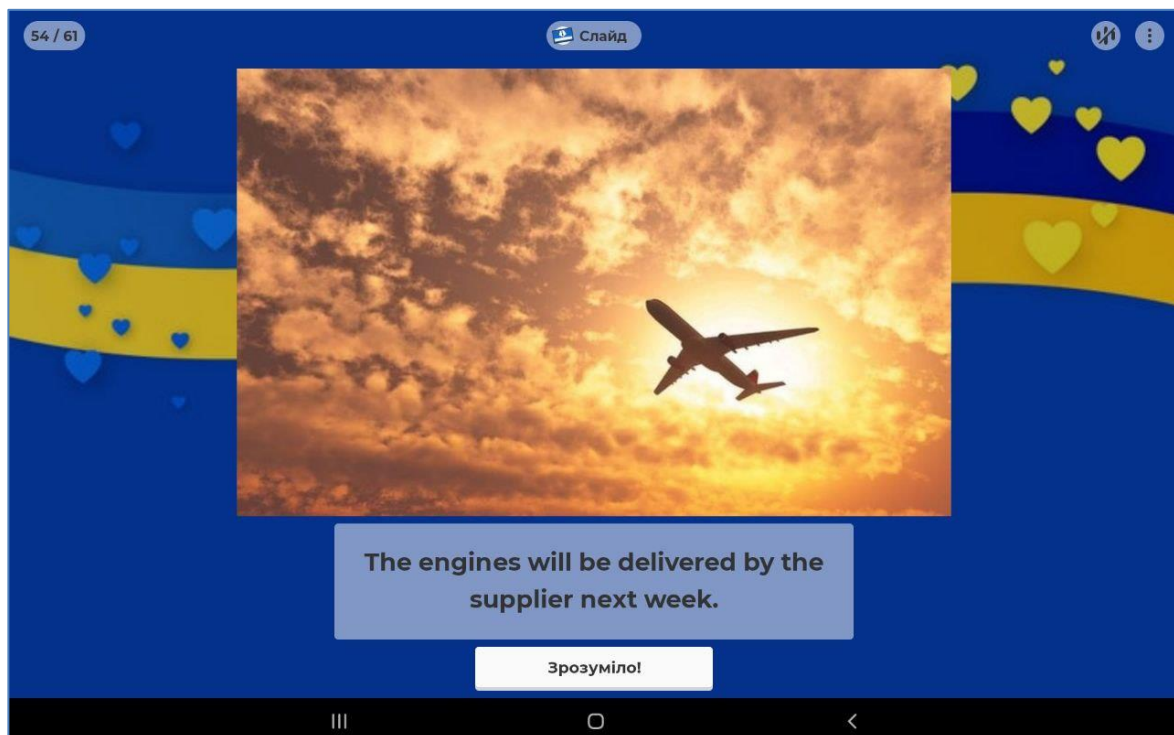 54 / 61
Слайд
The engines will be delivered by the
supplier next week.
Зрозуміло!